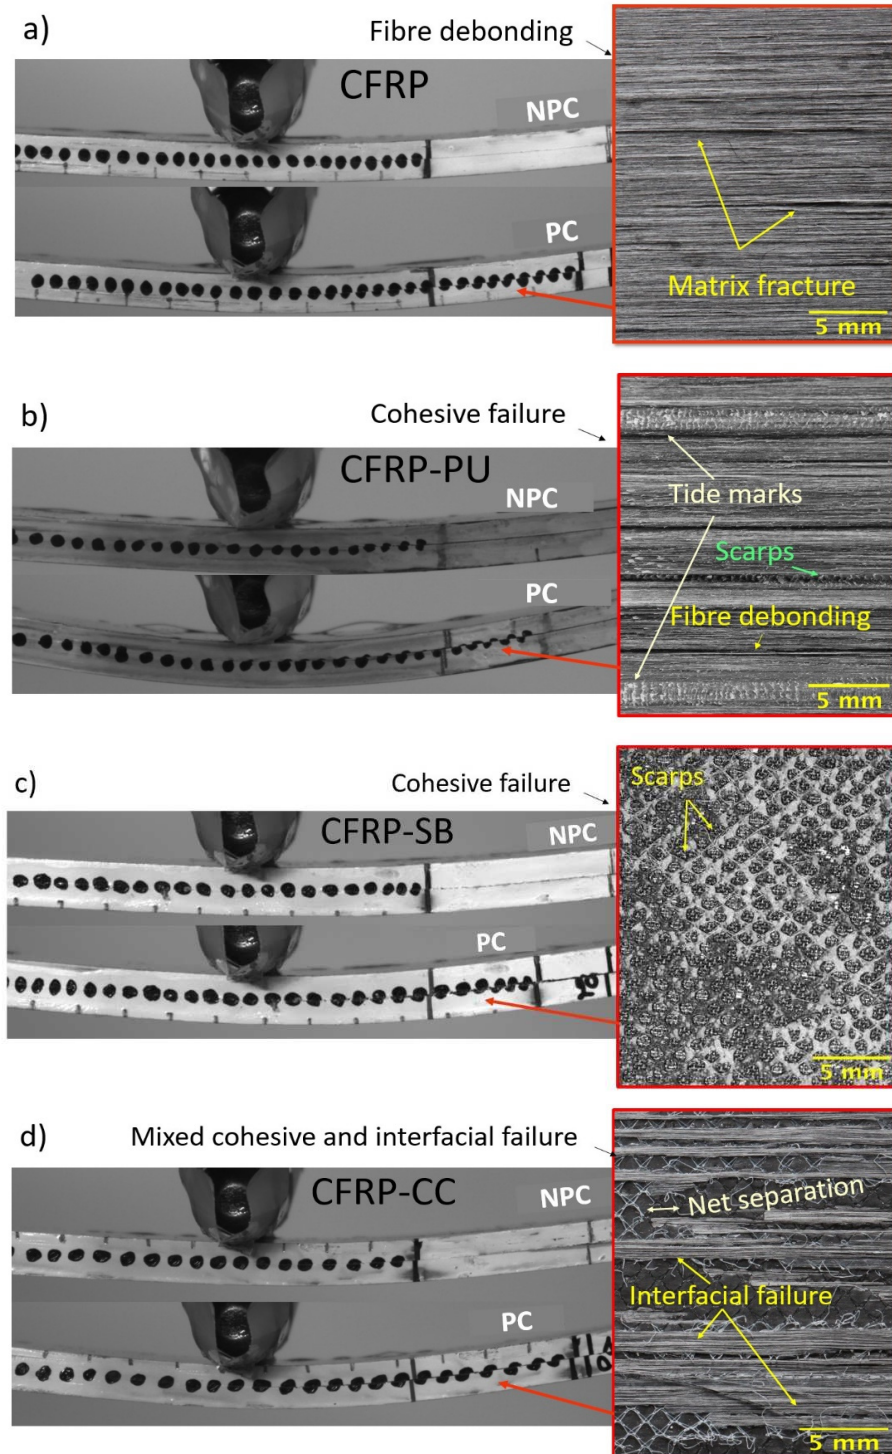 a)
Fibre debonding
CFRP
NPC
PC
Matrix fracture
5 mm
b)
Cohesive failure
CFRP-PU
NPC
Tide marks
Scarps
PC
Fibre debonding
5 mm
c)
Cohesive failure
Scarps
CFRP-SB
NPC
PC
5 mm
d)
Mixed cohesive and interfacial failure
CFRP-CC
NPC
Net separation
Interfacial failure
PC
5 mm